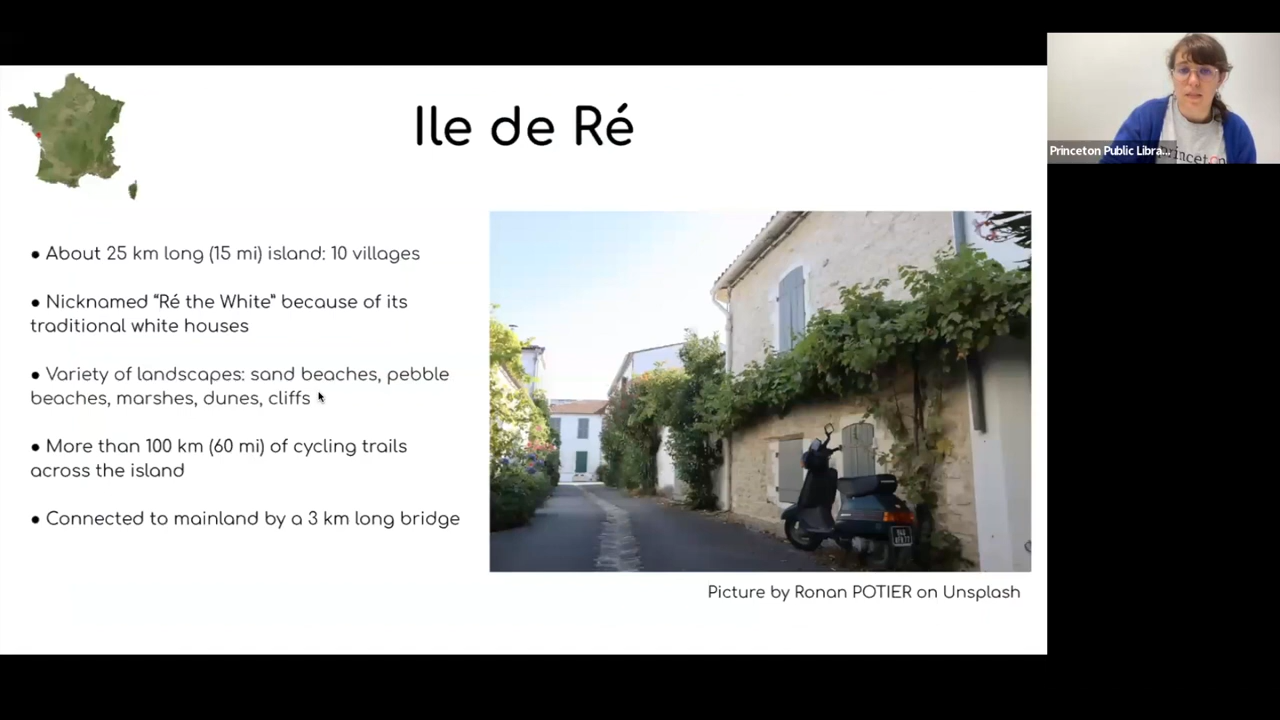 Ile de Ré
● About 25 km long (15 mi) island: 10 villages
● Nicknamed “Ré the White” because of its
traditional white houses
● Variety of landscapes: sand beaches, pebble
beaches, marshes, dunes, cliffs
● More than 100 km (60 mi) of cycling trails
across the island
● Connected to mainland by a 3 km long bridge
Picture by Ronan POTIER on Unsplash
Princeton Public Libra...